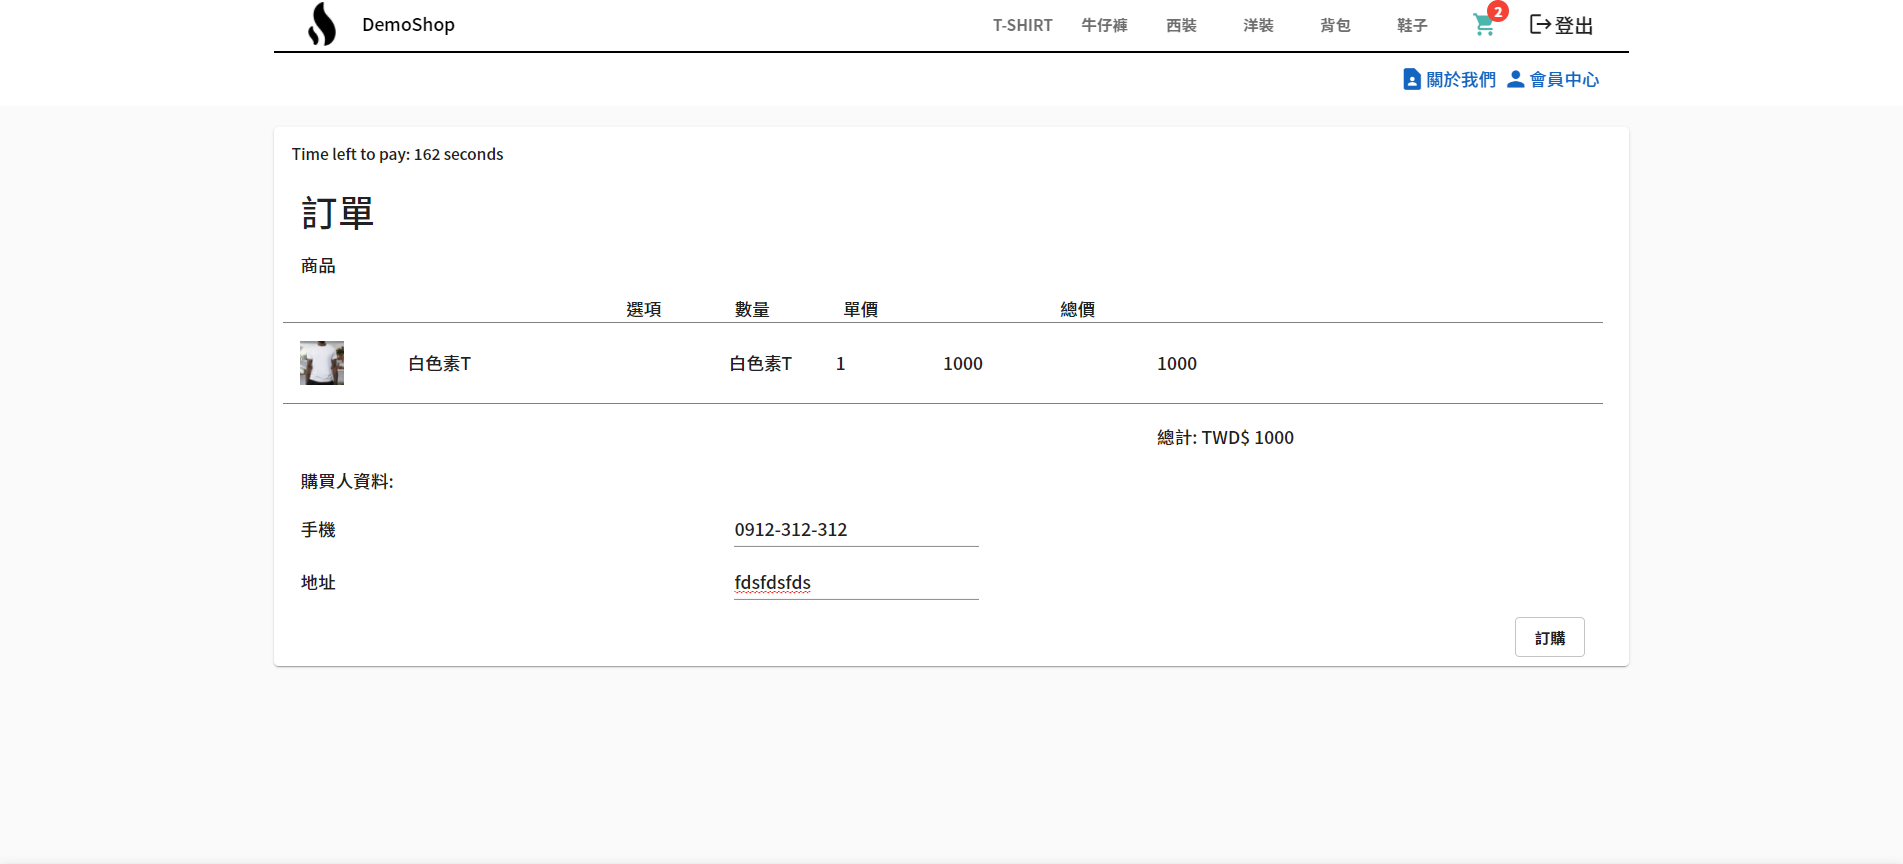 DemoShop T-SHIRT 牛仔褲 西裝 洋裝 背包 鞋子 2 登出
關於我們 會員中心
Time left to pay: 162 seconds
訂單
商品
選項 數量 單價 總價
白色素T 白色素T 1 1000 1000
總計: TWD$ 1000
購買人資料:
手機 0912-312-312
地址 fdsfdsfds
訂購